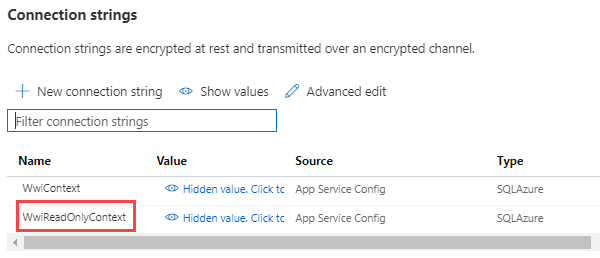 Connection strings
Connection strings are encrypted at rest and transmitted over an encrypted channel.
New connection string Show values Advanced edit
Filter connection strings
Name Value Source Type
WwiContext Hidden value. Click to App Service Config SQLAzure
WwiReadOnlyContext Hidden value. Click to App Service Config SQLAzure